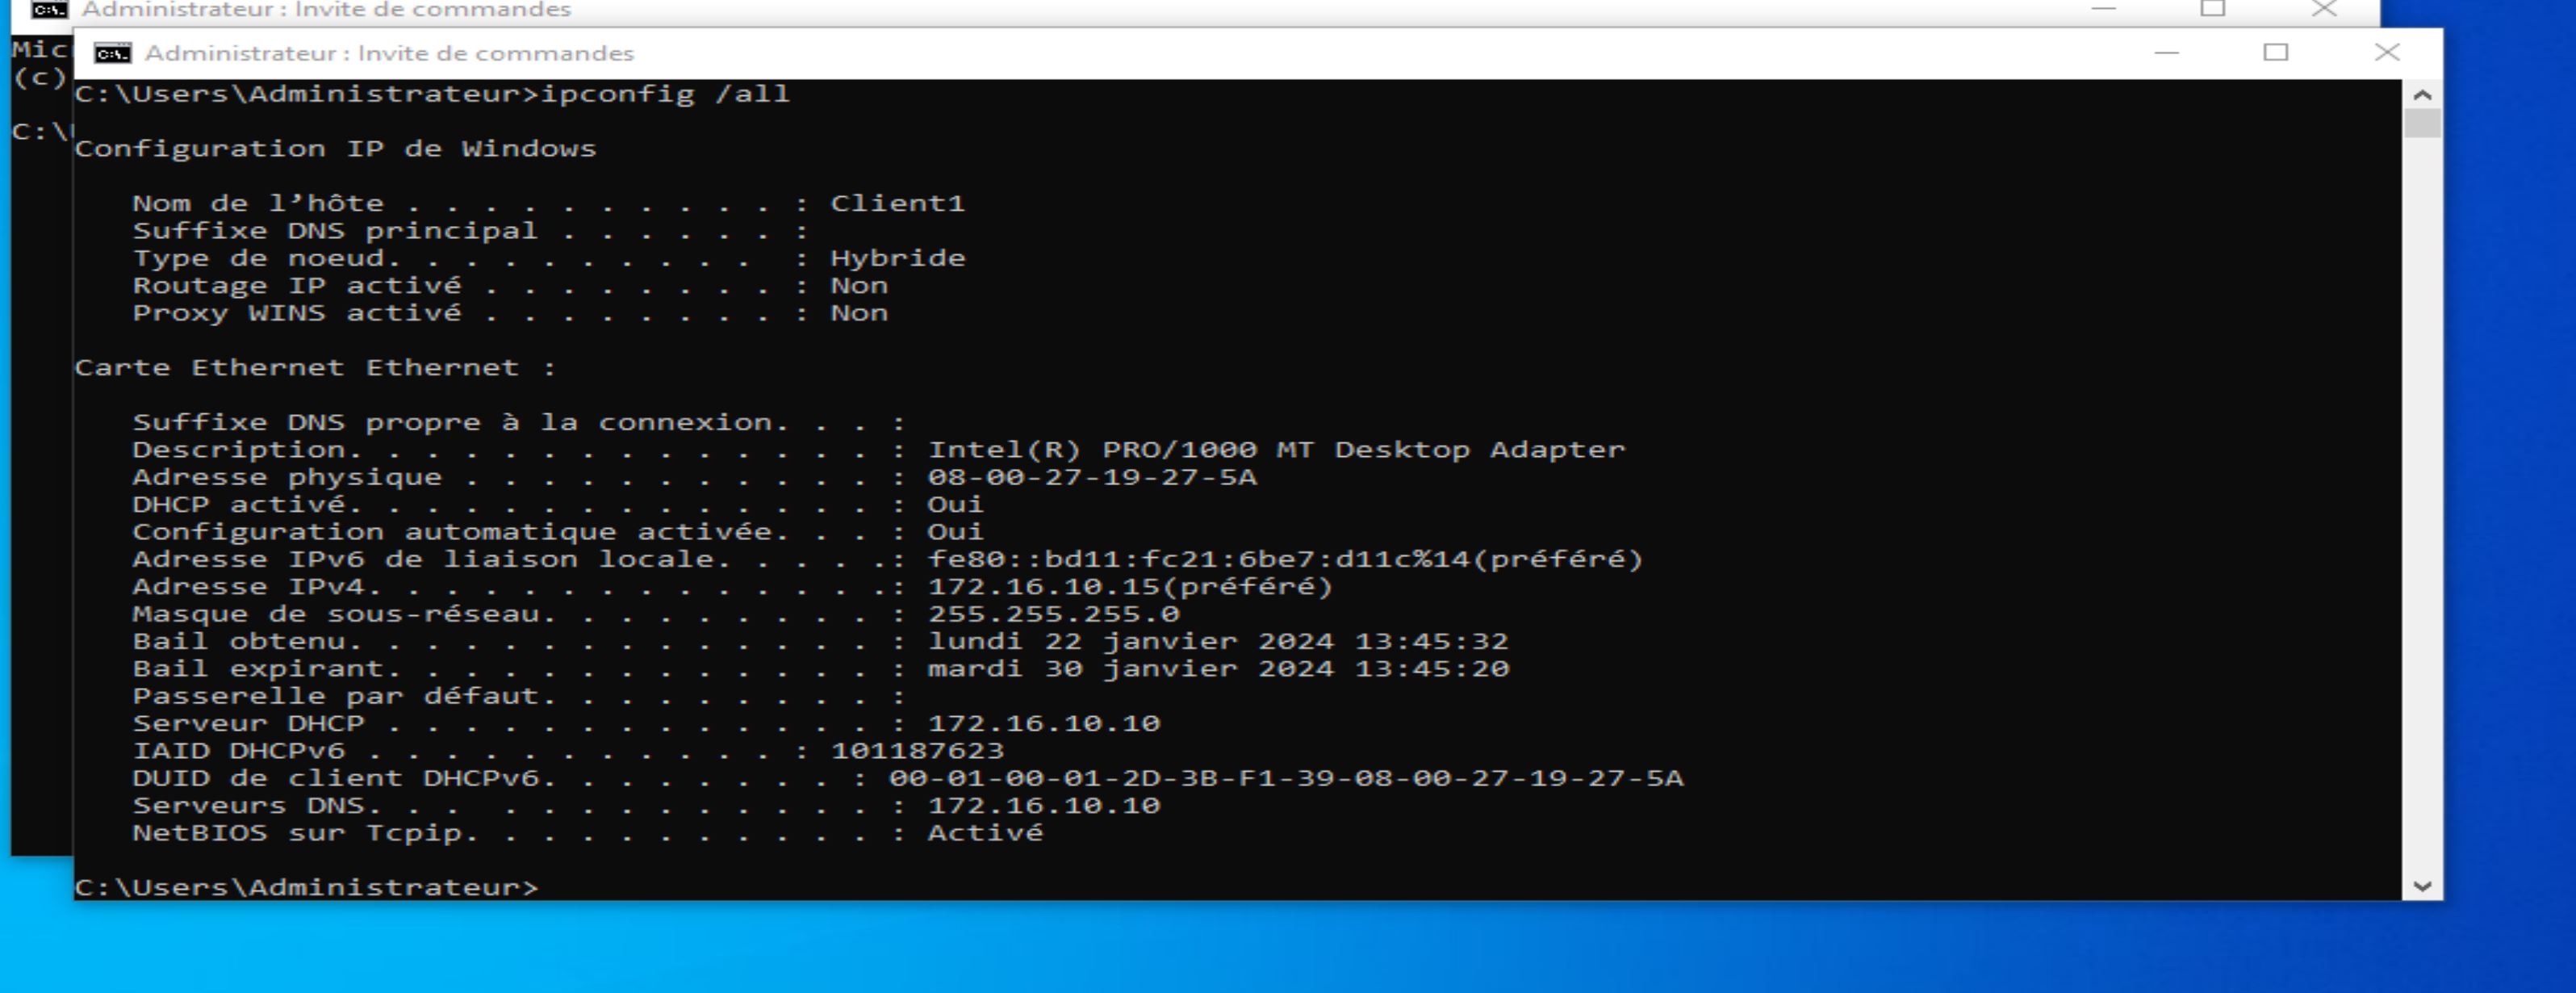 Administrateur : Invite de commandes
Mic
(c)
C:\
Administrateur : Invite de commandes
C:\Users\Administrateur>ipconfig /all
Configuration IP de Windows
Nom de l’hôte . . . . . . . . . . : Client1
Suffixe DNS principal . . . . . . :
Type de noeud. . . . . . . . . . : Hybride
Routage IP activé . . . . . . . . : Non
Proxy WINS activé . . . . . . . . : Non
Carte Ethernet Ethernet :
Suffixe DNS propre à la connexion. . . :
Description. . . . . . . . . . . . . . : Intel(R) PRO/1000 MT Desktop Adapter
Adresse physique . . . . . . . . . . . : 08-00-27-19-27-5A
DHCP activé. . . . . . . . . . . . . . : Oui
Configuration automatique activée. . . : Oui
Adresse IPv6 de liaison locale. . . . .: fe80::bd11:fc21:6be7:d11c%14(préféré)
Adresse IPv4. . . . . . . . . . . . . .: 172.16.10.15(préféré)
Masque de sous-réseau. . . . . . . . . : 255.255.255.0
Bail obtenu. . . . . . . . . . . . . . : lundi 22 janvier 2024 13:45:32
Bail expirant. . . . . . . . . . . . . : mardi 30 janvier 2024 13:45:20
Passerelle par défaut. . . . . . . . . :
Serveur DHCP . . . . . . . . . . . . . : 172.16.10.10
IAID DHCPv6 . . . . . . . . . . . : 101187623
DUID de client DHCPv6. . . . . . . . : 00-01-00-01-2D-3B-F1-39-08-00-27-19-27-5A
Serveurs DNS. . . . . . . . . . . . . : 172.16.10.10
NetBIOS sur Tcpip. . . . . . . . . . . : Activé
C:\Users\Administrateur>